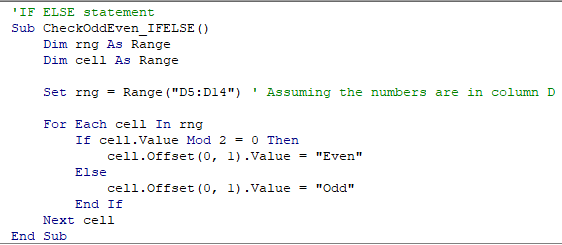 'IF ELSE statement
Sub CheckOddEven_IFELSE()
    Dim rng As Range
    Dim cell As Range

    Set rng = Range("D5:D14") ' Assuming the numbers are in column D

    For Each cell In rng
        If cell.Value Mod 2 = 0 Then
            cell.Offset(0, 1).Value = "Even"
        Else
            cell.Offset(0, 1).Value = "Odd"
        End If
    Next cell
End Sub